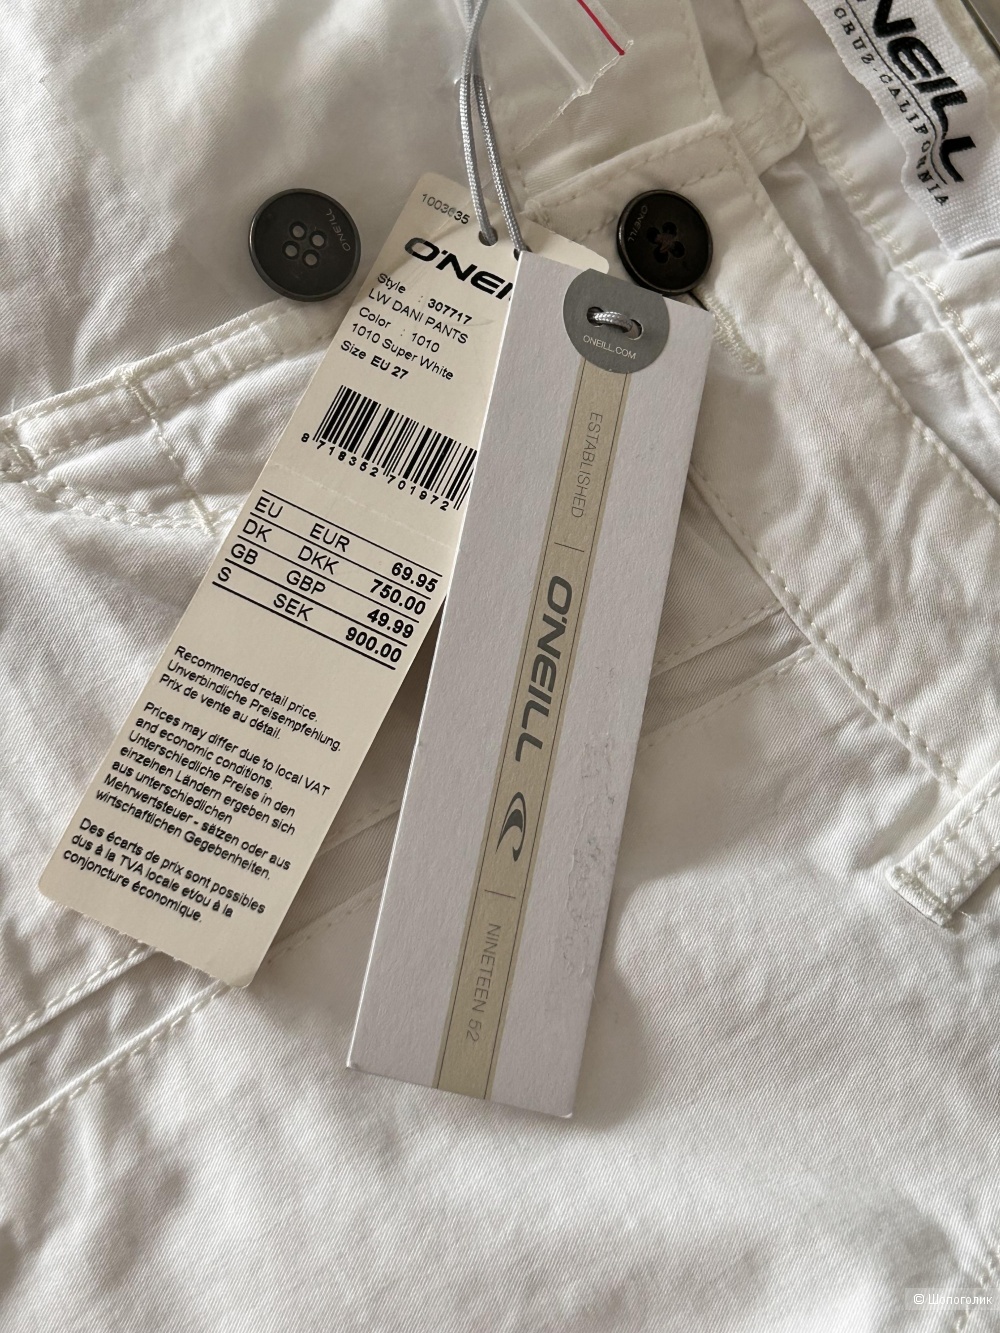 NEILL
CRUZ·CALIFORNIA
O'NEILL
O'NEILL
1003635
O'NEI
Style : 307717
LW DANI PANTS
Color : 1010
1010 Super White
Size EU 27
8 718352 701972
EU EUR 69.95
DK DKK 750.00
GB GBP 49.99
S SEK 900.00
Recommended retail price.
Unverbindliche Preisempfehlung.
Prix de vente au détail.
Prices may differ due to local VAT
and economic conditions.
Unterschiedliche Preise in den
einzelnen Ländern ergeben sich
aus unterschiedlichen
Mehrwertsteuer - sätzen oder aus
wirtschaftlichen Gegebenheiten.
Des écarts de prix sont possibles
dus à la TVA locale et/ou à la
conjoncture économique.
ONEILL.COM
ESTABLISHED | O'NEILL | NINETEEN 52
© Шопоголик